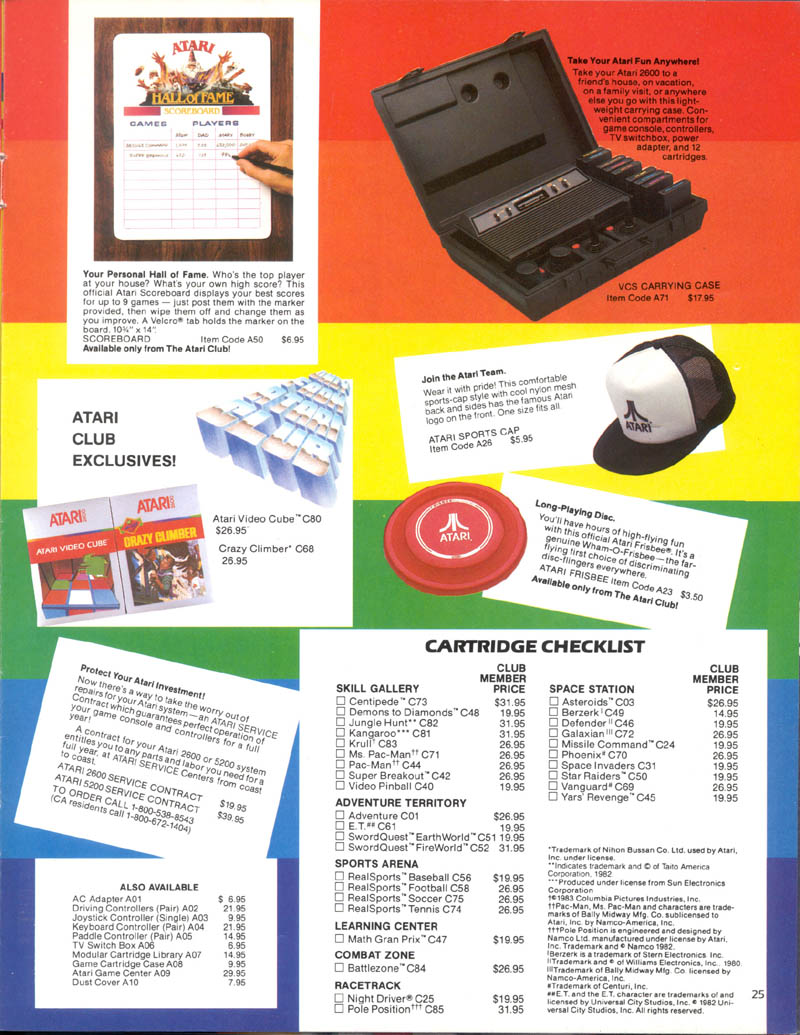 ATARI
HALL OF FAME
SCOREBOARD
GAMES PLAYERS
MOM DAD MARY BOBBY
Your Personal Hall of Fame. Who's the top player
at your house? What's your own high score? This
official Atari Scoreboard displays your best scores
for up to 9 games — just post them with the marker
provided, then wipe them off and change them as
you improve. A Velcro® tab holds the marker on the
board. 10¾" x 14".
SCOREBOARD Item Code A50 $6.95
Available only from The Atari Club!
Take Your Atari Fun Anywhere!
Take your Atari 2600 to a
friend's house, on vacation,
on a family visit, or anywhere
else you go with this light-
weight carrying case. Con-
venient compartments for
game console, controllers,
TV switchbox, power
adapter, and 12
cartridges.
VCS CARRYING CASE
Item Code A71 $17.95
Join the Atari Team.
Wear it with pride! This comfortable
sports-cap style with cool nylon mesh
back and sides has the famous Atari
logo on the front. One size fits all.
ATARI SPORTS CAP
Item Code A26 $5.95
ATARI
ATARI
CLUB
EXCLUSIVES!
ATARI
ATARI VIDEO CUBE
ATARI
CRAZY CLIMBER
Atari Video Cube™ C80
$26.95
Crazy Climber* C68
26.95
ATARI
Long-Playing Disc.
You'll have hours of high-flying fun
with this official Atari Frisbee®. It's a
genuine Wham-O-Frisbee—the far-
flying first choice of discriminating
disc-flingers everywhere.
ATARI FRISBEE Item Code A23 $3.50
Available only from The Atari Club!
Protect Your Atari Investment!
Now there's a way to take the worry out of
repairs for your Atari system—an ATARI SERVICE
Contract which guarantees perfect operation of
your game console and controllers for a full
year!
A contract for your Atari 2600 or 5200 system
entitles you to any parts and labor you need for a
full year, at ATARI SERVICE Centers from coast
to coast.
ATARI 2600 SERVICE CONTRACT $19.95
ATARI 5200 SERVICE CONTRACT $39.95
TO ORDER CALL 1-800-538-8543
(CA residents call 1-800-672-1404)
ALSO AVAILABLE
AC Adapter A01 $ 6.95
Driving Controllers (Pair) A02 21.95
Joystick Controller (Single) A03 9.95
Keyboard Controller (Pair) A04 21.95
Paddle Controller (Pair) A05 14.95
TV Switch Box A06 6.95
Modular Cartridge Library A07 14.95
Game Cartridge Case A08 9.95
Atari Game Center A09 29.95
Dust Cover A10 7.95
CARTRIDGE CHECKLIST
CLUB
MEMBER
SKILL GALLERY PRICE
Centipede™ C73 $31.95
Demons to Diamonds™ C48 19.95
Jungle Hunt** C82 31.95
Kangaroo*** C81 31.95
Krull† C83 26.95
Ms. Pac-Man†† C71 26.95
Pac-Man†† C44 26.95
Super Breakout™ C42 26.95
Video Pinball C40 19.95
ADVENTURE TERRITORY
Adventure C01 $26.95
E.T.## C61 19.95
SwordQuest™ EarthWorld™ C51 19.95
SwordQuest™ FireWorld™ C52 31.95
SPORTS ARENA
RealSports™ Baseball C56 $19.95
RealSports™ Football C58 26.95
RealSports™ Soccer C75 26.95
RealSports™ Tennis C74 26.95
LEARNING CENTER
Math Gran Prix™ C47 $19.95
COMBAT ZONE
Battlezone™ C84 $26.95
RACETRACK
Night Driver® C25 $19.95
Pole Position††† C85 31.95
CLUB
MEMBER
SPACE STATION PRICE
Asteroids™ C03 $26.95
Berzerk| C49 14.95
Defender|| C46 19.95
Galaxian||| C72 26.95
Missile Command™ C24 19.95
Phoenix# C70 26.95
Space Invaders C31 19.95
Star Raiders™ C50 19.95
Vanguard# C69 26.95
Yars' Revenge™ C45 19.95
*Trademark of Nihon Bussan Co. Ltd. used by Atari,
Inc. under license.
**Indicates trademark and © of Taito America
Corporation, 1982.
***Produced under license from Sun Electronics
Corporation
†©1983 Columbia Pictures Industries, Inc.
††Pac-Man, Ms. Pac-Man and characters are trade-
marks of Bally Midway Mfg. Co. sublicensed to
Atari, Inc. by Namco-America, Inc.
†††Pole Position is engineered and designed by
Namco Ltd. manufactured under license by Atari,
Inc. Trademark and © Namco 1982.
|Berzerk is a trademark of Stern Electronics Inc.
||Trademark and © of Williams Electronics, Inc., 1980.
|||Trademark of Bally Midway Mfg. Co. licensed by
Namco-America, Inc.
#Trademark of Centuri, Inc.
##E.T. and the E.T. character are trademarks of and
licensed by Universal City Studios, Inc. © 1982 Uni-
versal City Studios, Inc. All rights reserved.
25